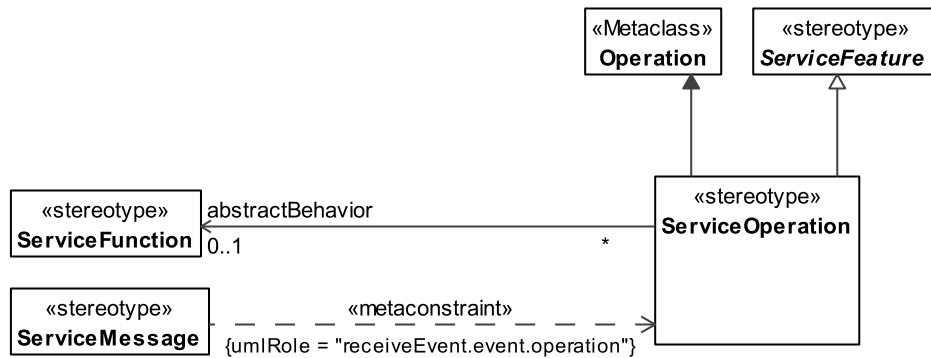 «Metaclass»
Operation
«stereotype»
ServiceFeature
«stereotype»
ServiceOperation
«stereotype»
ServiceFunction
abstractBehavior
0..1
*
«stereotype»
ServiceMessage
«metaconstraint»
{umlRole = "receiveEvent.event.operation"}